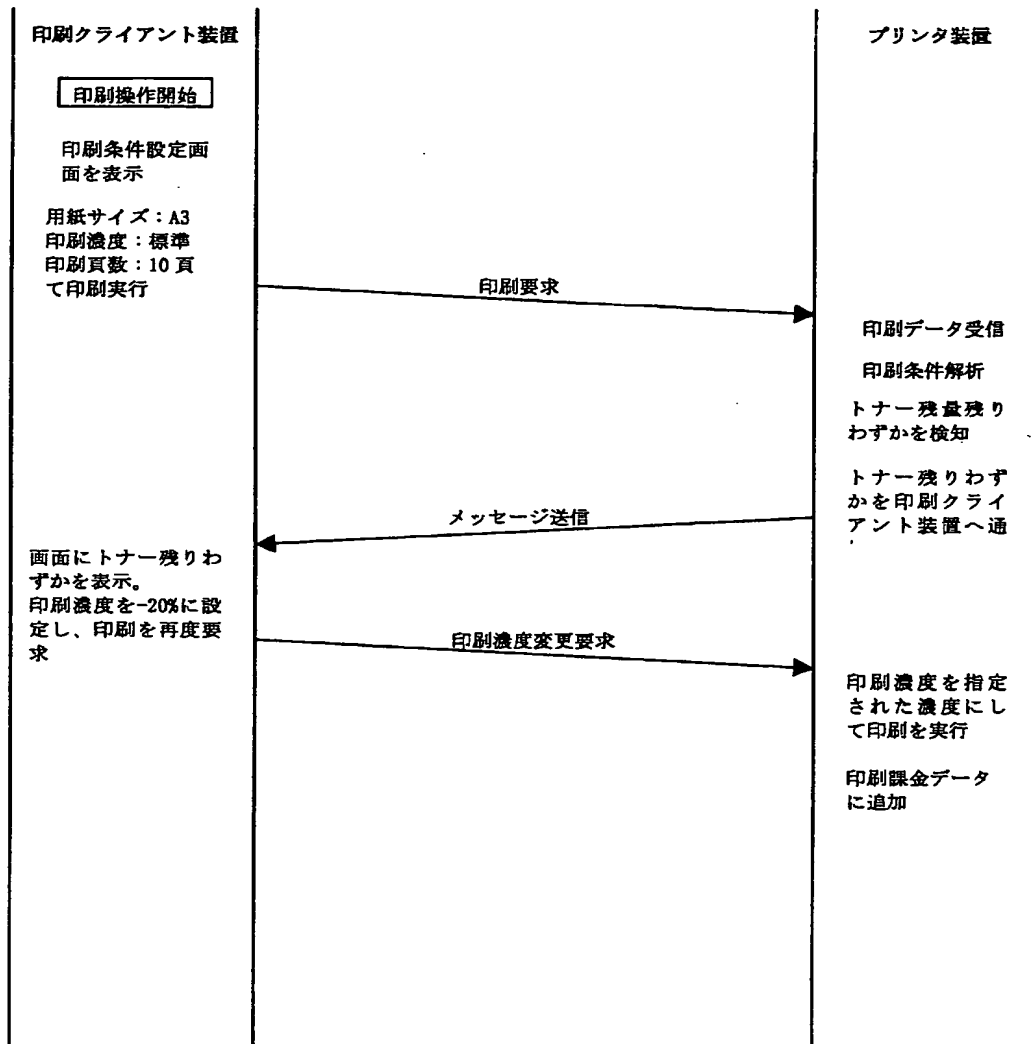 印刷クライアント装置
プリンタ装置
印刷操作開始
印刷条件設定画
面を表示
用紙サイズ：A3
印刷濃度：標準
印刷頁数：10 頁
て印刷実行
印刷要求
印刷データ受信
印刷条件解析
トナー残量残り
わずかを検知
トナー残りわず
かを印刷クライ
アント装置へ通
メッセージ送信
画面にトナー残りわ
ずかを表示。
印刷濃度を-20%に設
定し、印刷を再度要
求
印刷濃度変更要求
印刷濃度を指定
された濃度にし
て印刷を実行
印刷課金データ
に追加